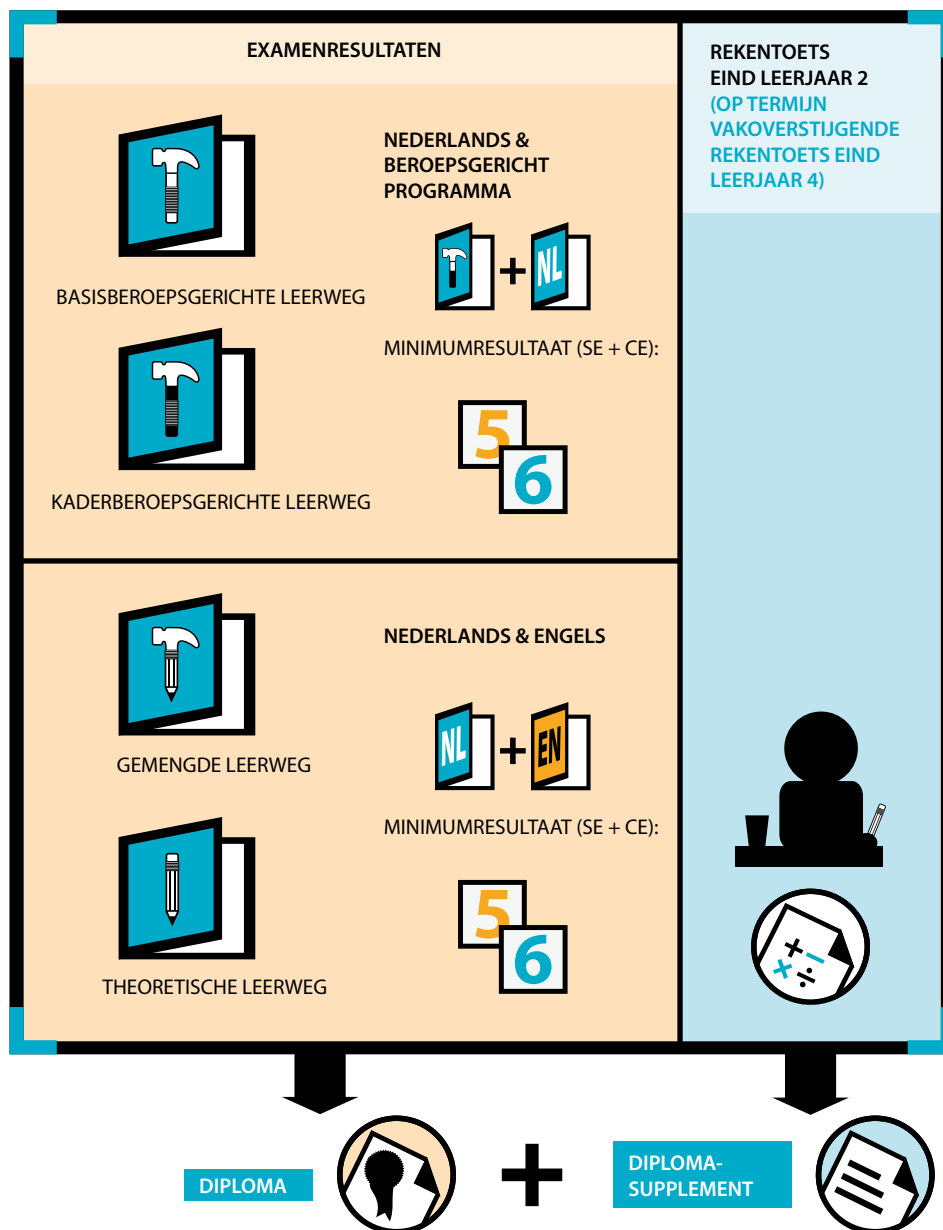 EXAMENRESULTATEN
NEDERLANDS &
BEROEPSGERICHT
PROGRAMMA
BASISBEROEPSGERICHTE LEERWEG
NL
MINIMUMRESULTAAT (SE + CE):
5
6
KADERBEROEPSGERICHTE LEERWEG
NEDERLANDS & ENGELS
GEMENGDE LEERWEG
NL
EN
MINIMUMRESULTAAT (SE + CE):
5
6
THEORETISCHE LEERWEG
REKENTOETS
EIND LEERJAAR 2
(OP TERMIJN
VAKOVERSTIJGENDE
REKENTOETS EIND
LEERJAAR 4)
DIPLOMA
DIPLOMA-
SUPPLEMENT